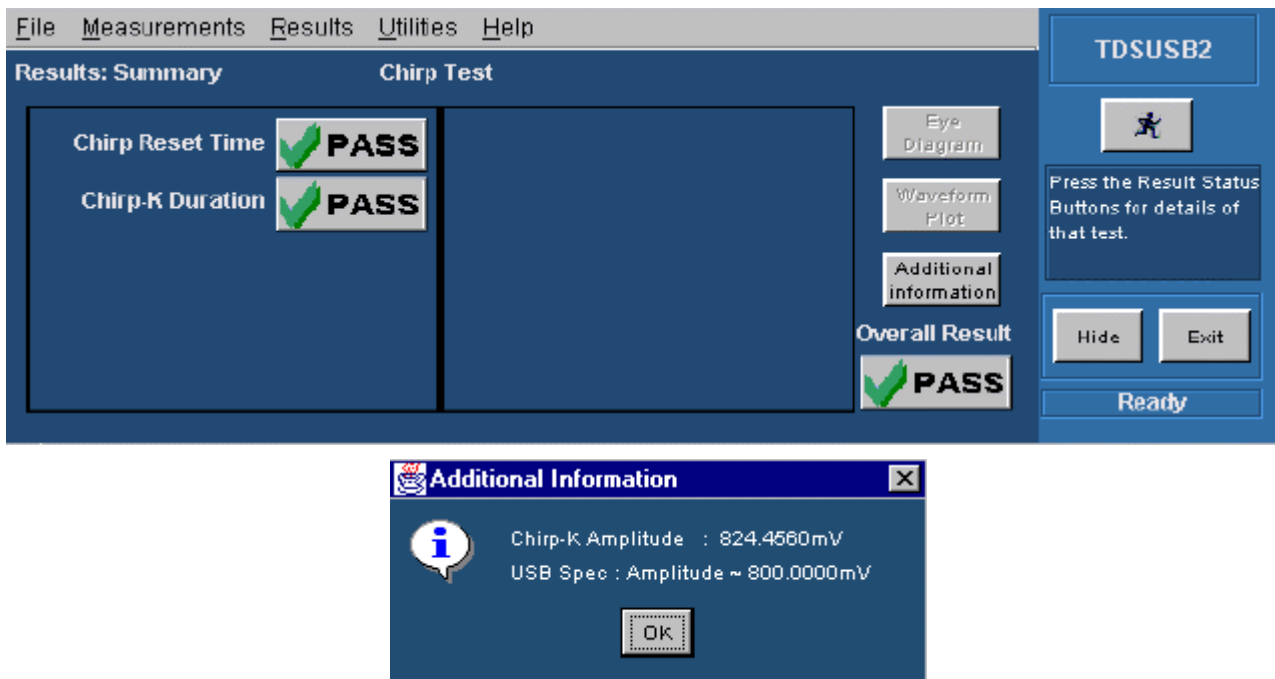 File Measurements Results Utilities Help
TDSUSB2
Results: Summary Chirp Test
Chirp Reset Time PASS
Chirp-K Duration PASS
Eye
Diagram
Waveform
Plot
Additional
information
Overall Result
PASS
Press the Result Status
Buttons for details of
that test.
Hide Exit
Ready
Additional Information
Chirp-K Amplitude : 824.4560mV
USB Spec : Amplitude ~ 800.0000mV
OK